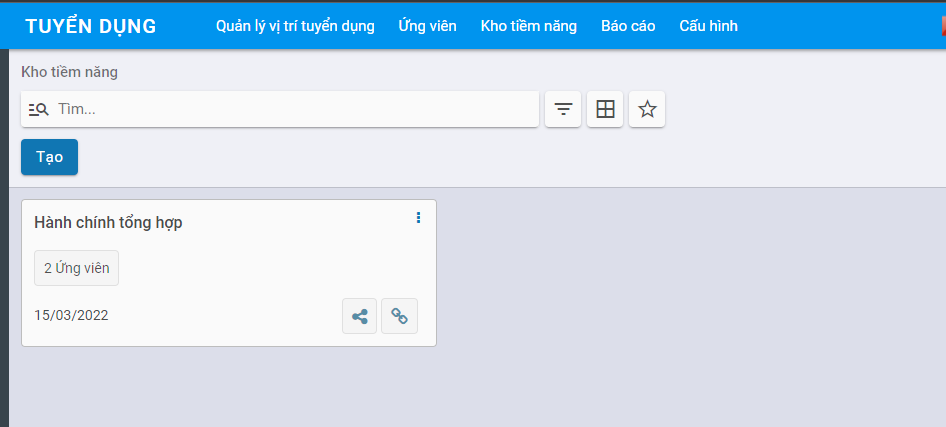 TUYỂN DỤNG Quản lý vị trí tuyển dụng Ứng viên Kho tiềm năng Báo cáo Cấu hình
Kho tiềm năng
Tìm...
Tạo
Hành chính tổng hợp
2 Ứng viên
15/03/2022